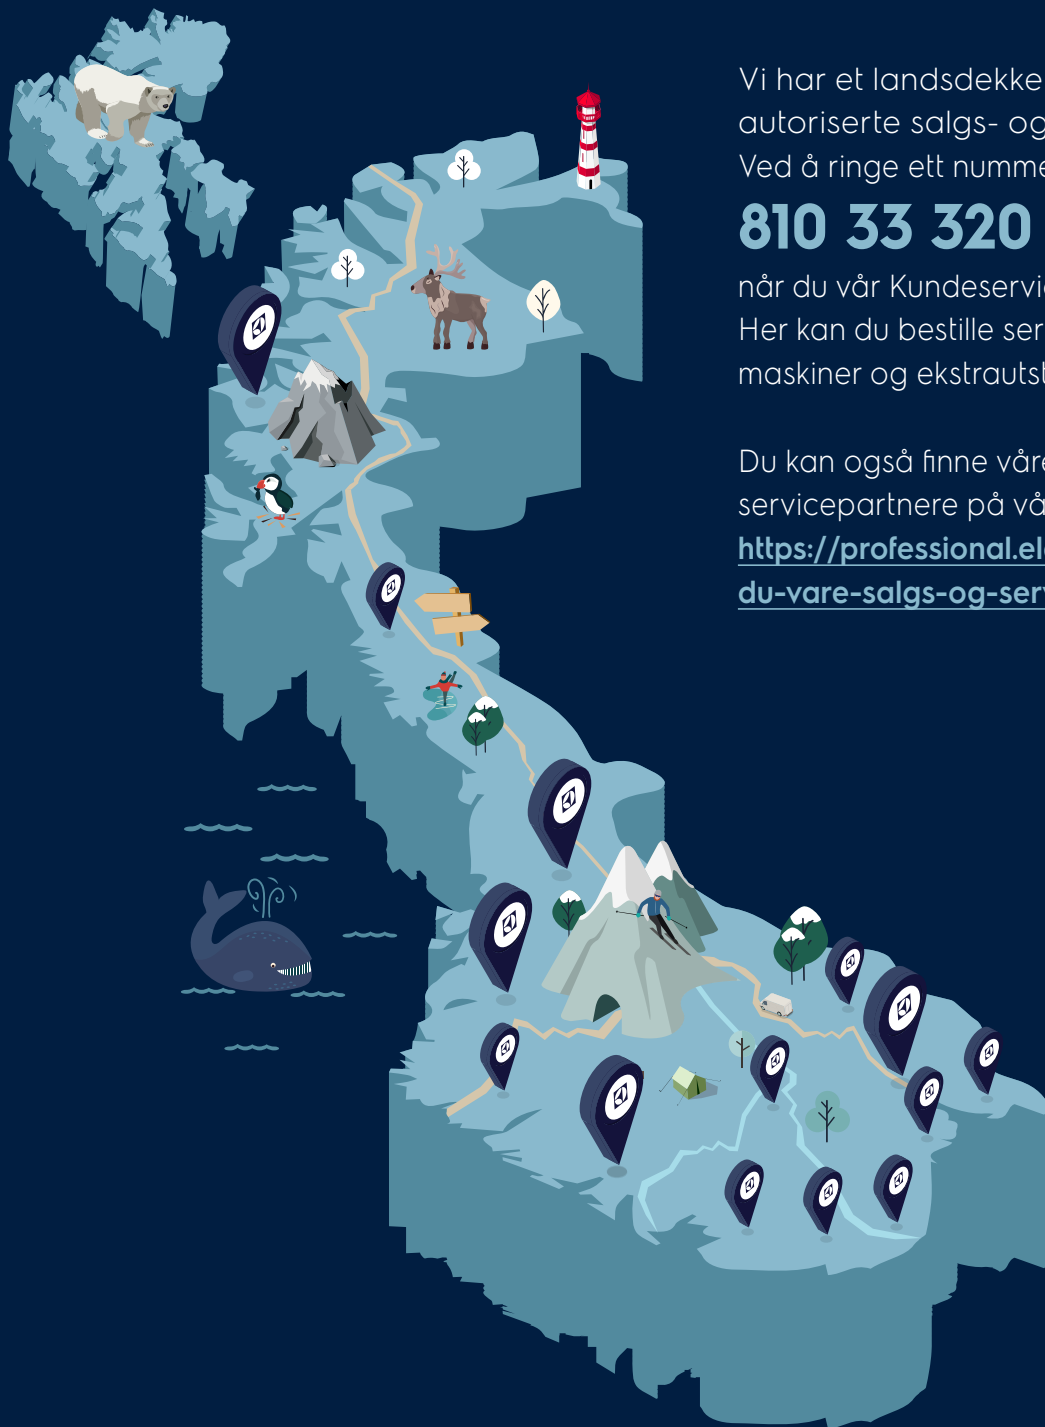 Vi har et landsdekke
autoriserte salgs- og
Ved å ringe ett numme
810 33 320
når du vår Kundeservi
Her kan du bestille ser
maskiner og ekstrautst
Du kan også finne våre
servicepartnere på vå
https://professional.ele
du-vare-salgs-og-serv